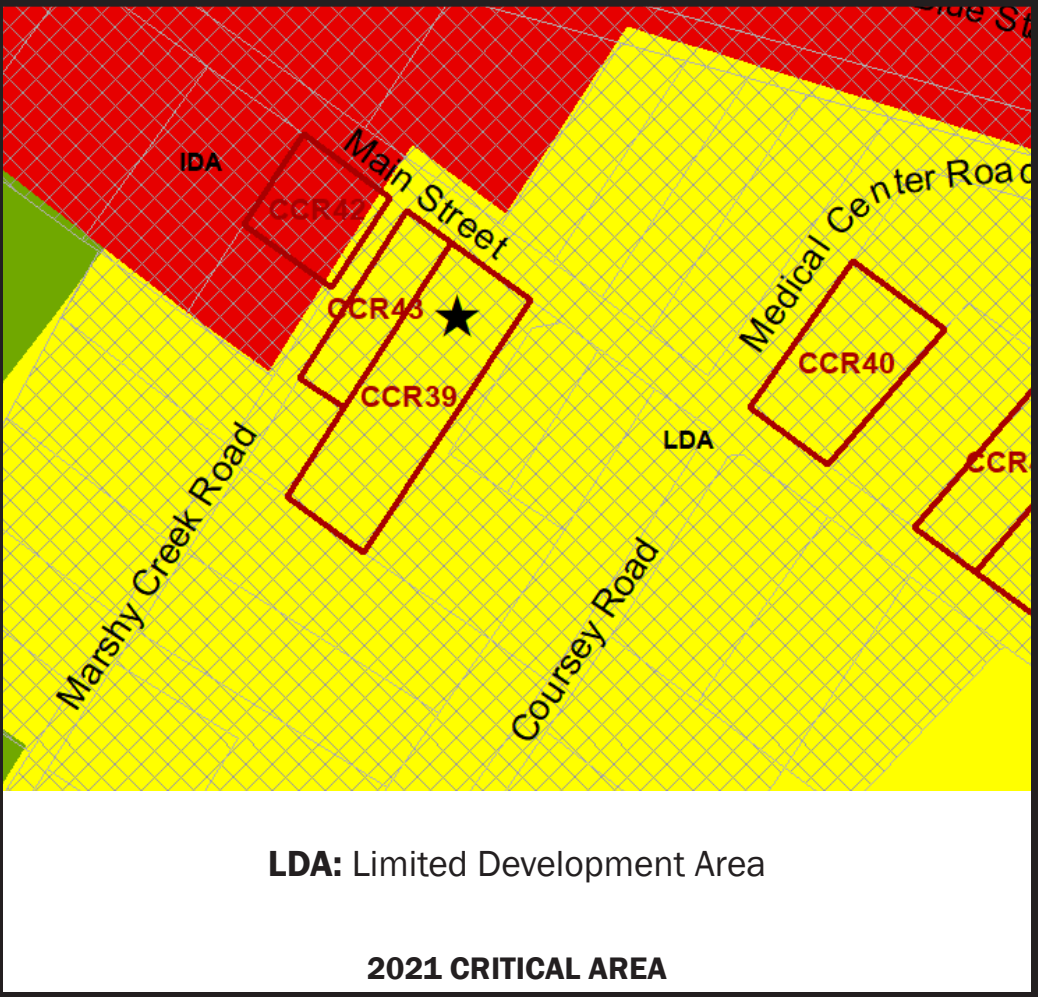 IDA
Main Street
CCR42
Medical Center Road
CCR43
CCR39
CCR40
LDA
CCR
Marshy Creek Road
Coursey Road
LDA: Limited Development Area
2021 CRITICAL AREA